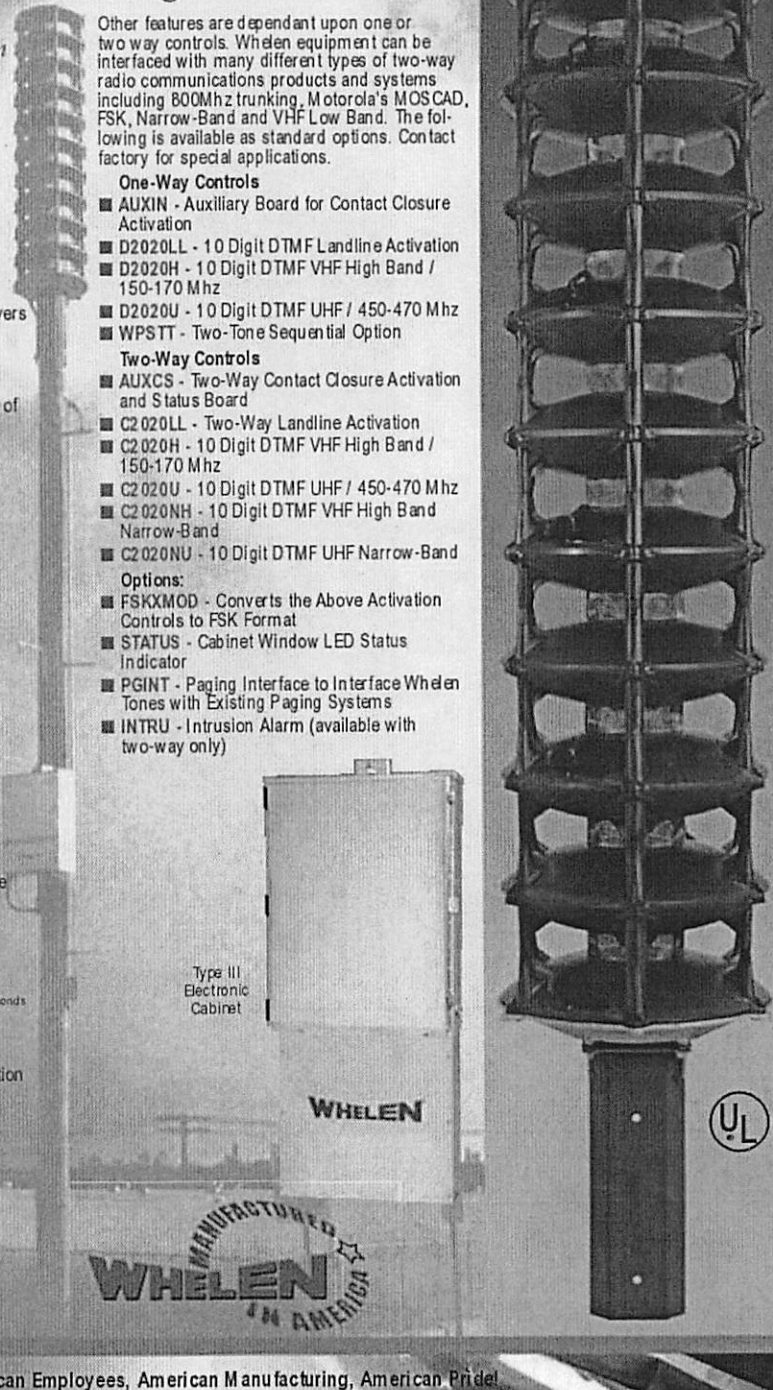 Other features are dependant upon one or
two way controls. Whelen equipment can be
interfaced with many different types of two-way
radio communications products and systems
including 800Mhz trunking, Motorola's MOSCAD,
FSK, Narrow-Band and VHF Low Band. The fol-
lowing is available as standard options. Contact
factory for special applications.
One-Way Controls
■ AUXIN - Auxiliary Board for Contact Closure
Activation
■ D2020LL - 10 Digit DTMF Landline Activation
■ D2020H - 10 Digit DTMF VHF High Band /
150-170 Mhz
■ D2020U - 10 Digit DTMF UHF / 450-470 Mhz
■ WPSTT - Two-Tone Sequential Option
Two-Way Controls
■ AUXCS - Two-Way Contact Closure Activation
and Status Board
■ C2020LL - Two-Way Landline Activation
■ C2020H - 10 Digit DTMF VHF High Band /
150-170 Mhz
■ C2020U - 10 Digit DTMF UHF / 450-470 Mhz
■ C2020NH - 10 Digit DTMF VHF High Band
Narrow-Band
■ C2020NU - 10 Digit DTMF UHF Narrow-Band
Options:
■ FSKXMOD - Converts the Above Activation
Controls to FSK Format
■ STATUS - Cabinet Window LED Status
Indicator
■ PGINT - Paging Interface to Interface Whelen
Tones with Existing Paging Systems
■ INTRU - Intrusion Alarm (available with
two-way only)
of
Type III
Electronic
Cabinet
WHELEN
UL
MANUFACTURED
WHELEN
IN AMERICA
Employees, American Manufacturing, American Pride!